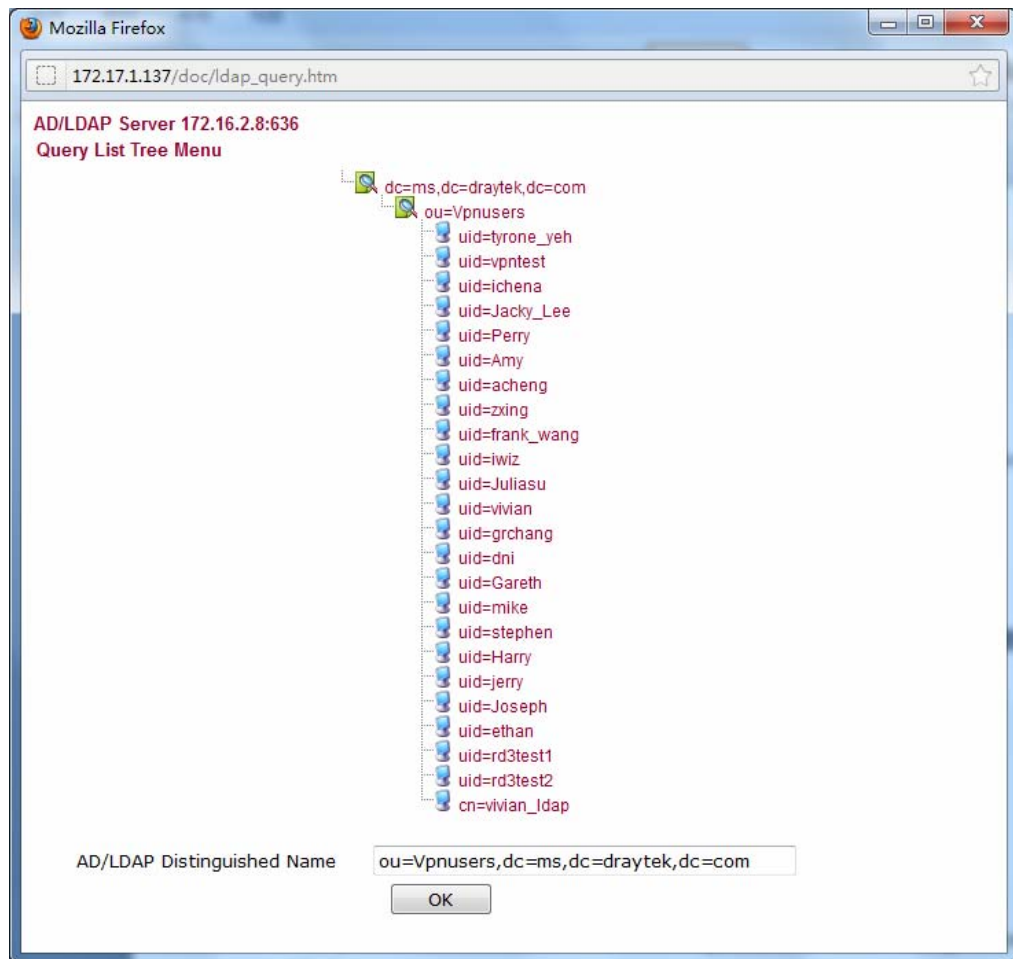 Mozilla Firefox
172.17.1.137/doc/ldap_query.htm
AD/LDAP Server 172.16.2.8:636
Query List Tree Menu
dc=ms,dc=draytek,dc=com
ou=Vpnusers
uid=tyrone_yeh
uid=vpntest
uid=ichena
uid=Jacky_Lee
uid=Perry
uid=Amy
uid=acheng
uid=zxing
uid=frank_wang
uid=iwiz
uid=Juliasu
uid=vivian
uid=grchang
uid=dni
uid=Gareth
uid=mike
uid=stephen
uid=Harry
uid=jerry
uid=Joseph
uid=ethan
uid=rd3test1
uid=rd3test2
cn=vivian_ldap
AD/LDAP Distinguished Name ou=Vpnusers,dc=ms,dc=draytek,dc=com
OK